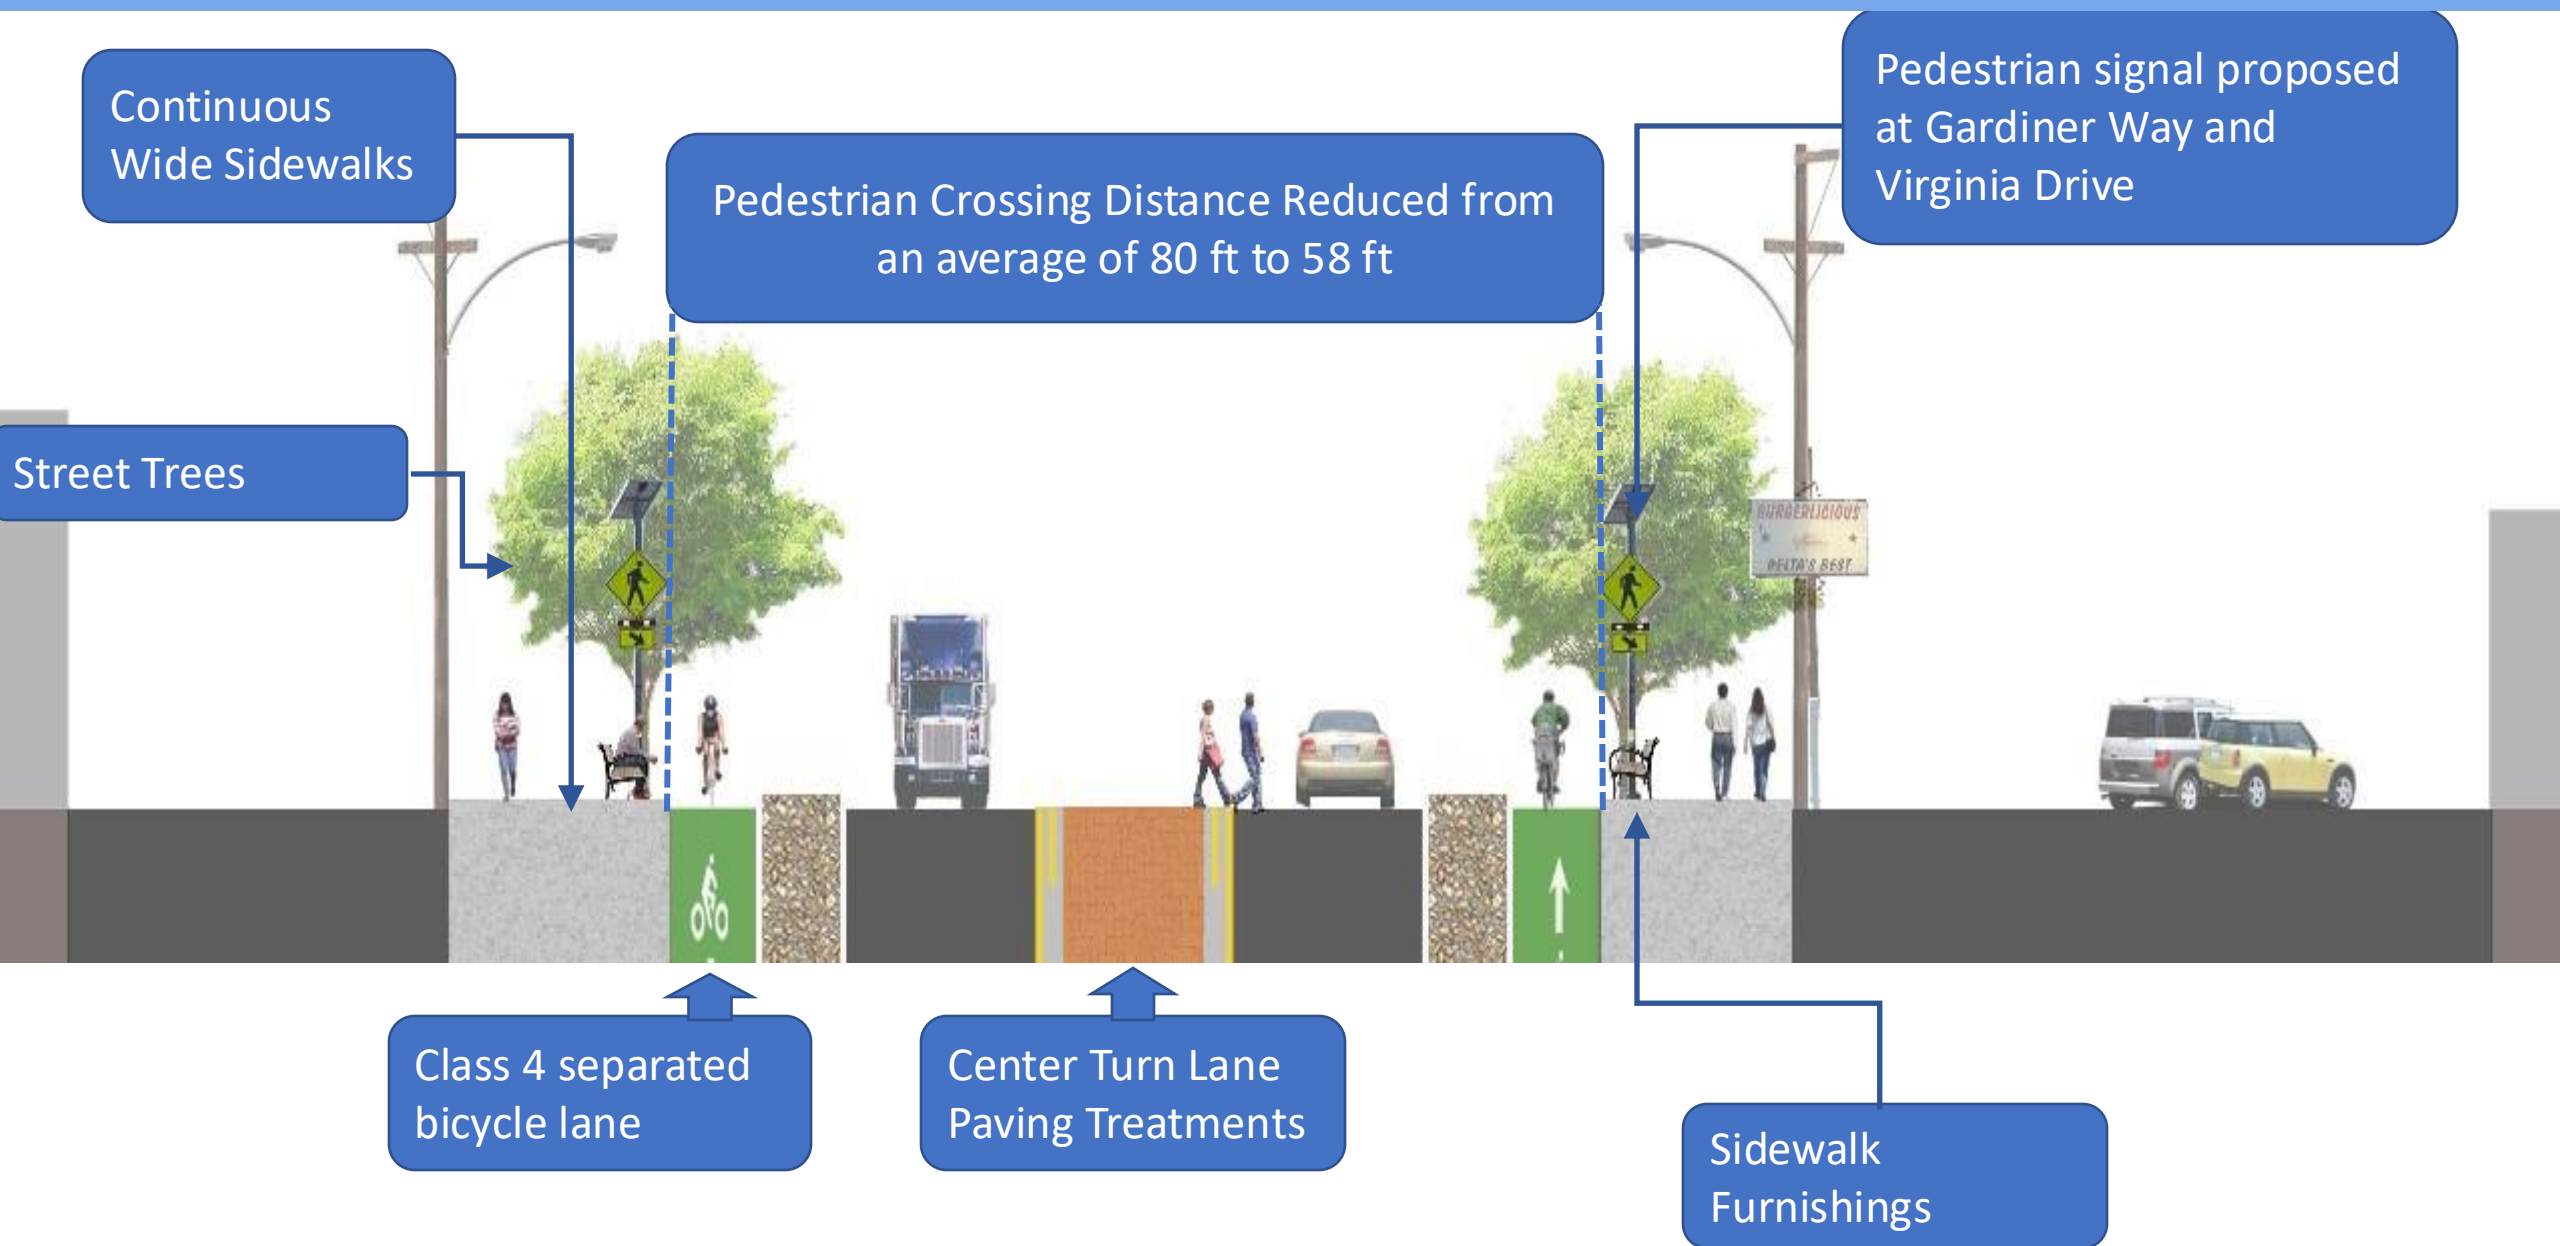 Continuous
Wide Sidewalks
Pedestrian Crossing Distance Reduced from
an average of 80 ft to 58 ft
Pedestrian signal proposed
at Gardiner Way and
Virginia Drive
Street Trees
BURGERLICIOUS
DELTA'S BEST
Class 4 separated
bicycle lane
Center Turn Lane
Paving Treatments
Sidewalk
Furnishings